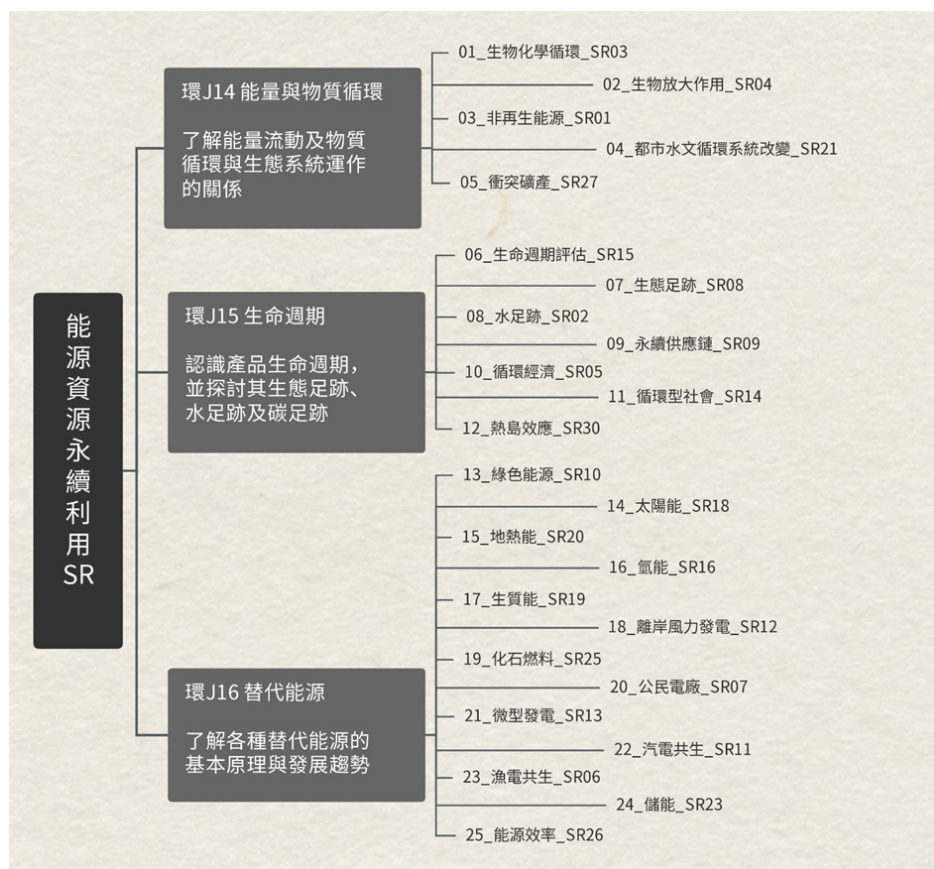 能
源
資
源
永
續
利
用
SR
環J14 能量與物質循環
了解能量流動及物質
循環與生態系統運作
的關係
01_生物化學循環_SR03
02_生物放大作用_SR04
03_非再生能源_SR01
04_都市水文循環系統改變_SR21
05_衝突礦產_SR27
環J15 生命週期
認識產品生命週期，
並探討其生態足跡、
水足跡及碳足跡
06_生命週期評估_SR15
07_生態足跡_SR08
08_水足跡_SR02
09_永續供應鏈_SR09
10_循環經濟_SR05
11_循環型社會_SR14
12_熱島效應_SR30
環J16 替代能源
了解各種替代能源的
基本原理與發展趨勢
13_綠色能源_SR10
14_太陽能_SR18
15_地熱能_SR20
16_氫能_SR16
17_生質能_SR19
18_離岸風力發電_SR12
19_化石燃料_SR25
20_公民電廠_SR07
21_微型發電_SR13
22_汽電共生_SR11
23_漁電共生_SR06
24_儲能_SR23
25_能源效率_SR26